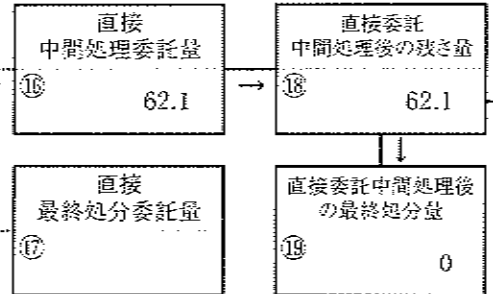 直接
中間処理委託量
⑯
62.1
→
直接委託
中間処理後の残さ量
⑱
62.1
↓
直接
最終処分委託量
⑰
直接委託中間処理後
の最終処分量
⑲
0